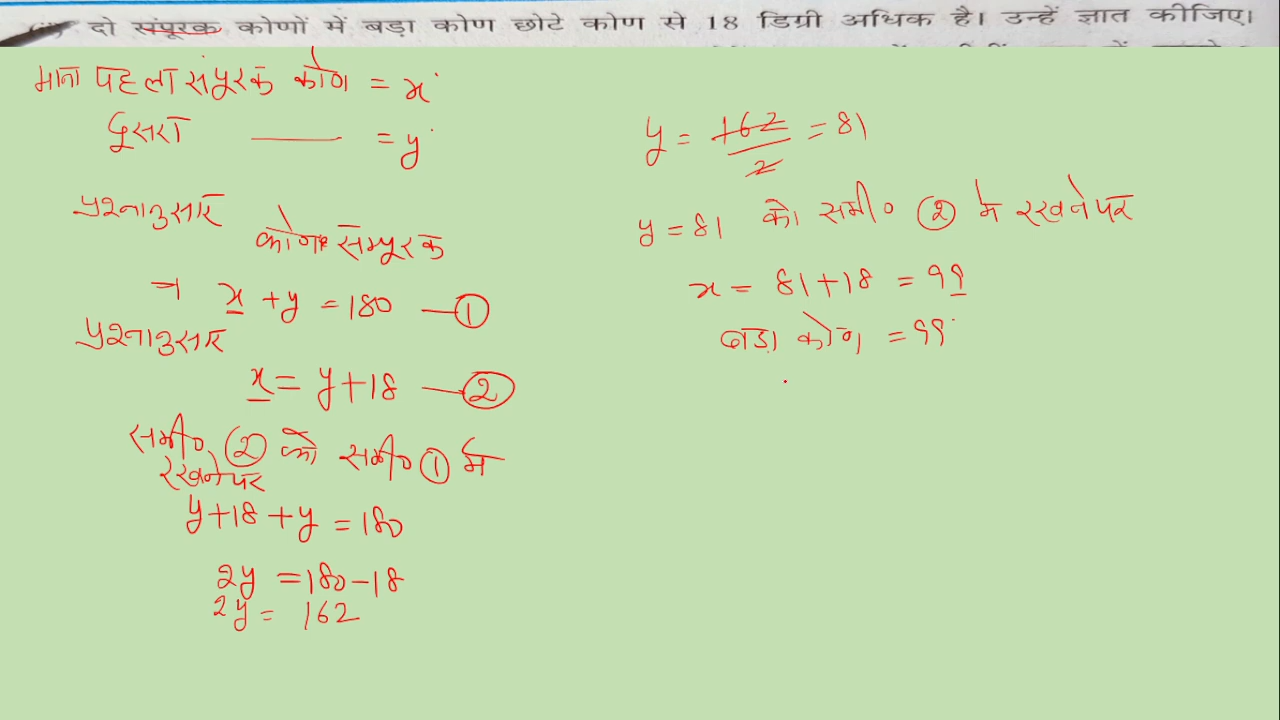 दो संपूरक कोणों में बड़ा कोण छोटे कोण से 18 डिग्री अधिक है। उन्हें ज्ञात कीजिए।
माना पहला संपुरक कोण = x°
दुसरा —— = y°
प्रश्नानुसार
कोण सम्पूरक
⇒ x + y = 180 —①
प्रश्नानुसार
x = y+18 —②
समी० ② को समी० ① मे
रखने पर
y+18+y = 180
2y = 180-18
2y = 162
y = 162/2 = 81
y = 81 को समी० ② मे रखने पर
x = 81+18 = 99
बडा कोण = 99°